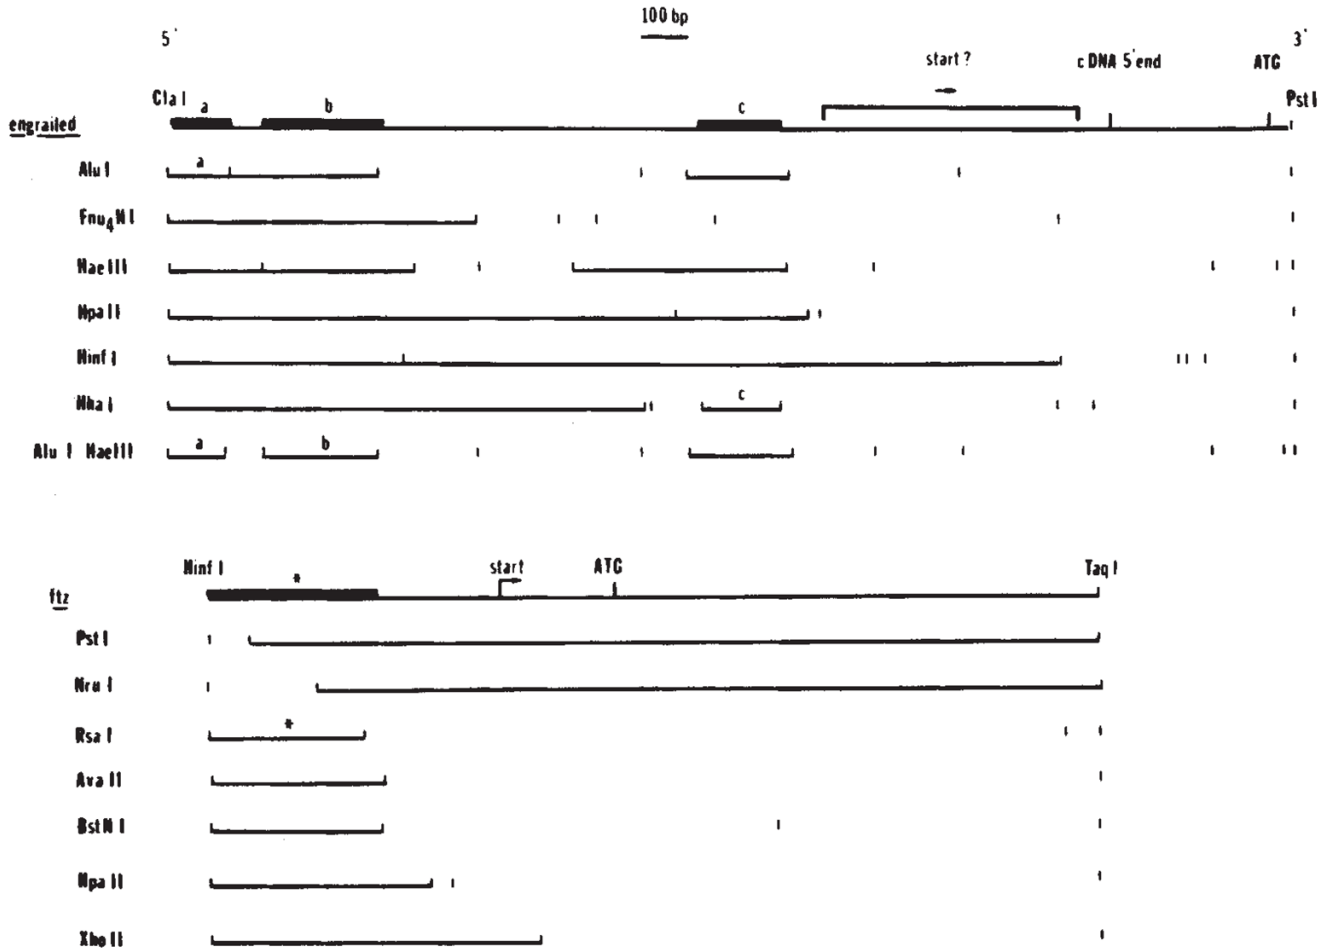 100 bp
5' 3'
start ? cDNA 5'end ATG
Cla I a b c Pst I
engrailed
Alu I a
Fnu4H I
Hae III
Hpa II
Hinf I
Hha I c
Alu I Hae III a b
Hinf I * start ATG Taq I
ftz
Pst I
Nru I
Rsa I *
Ava II
BstN I
Hpa II
Xho II